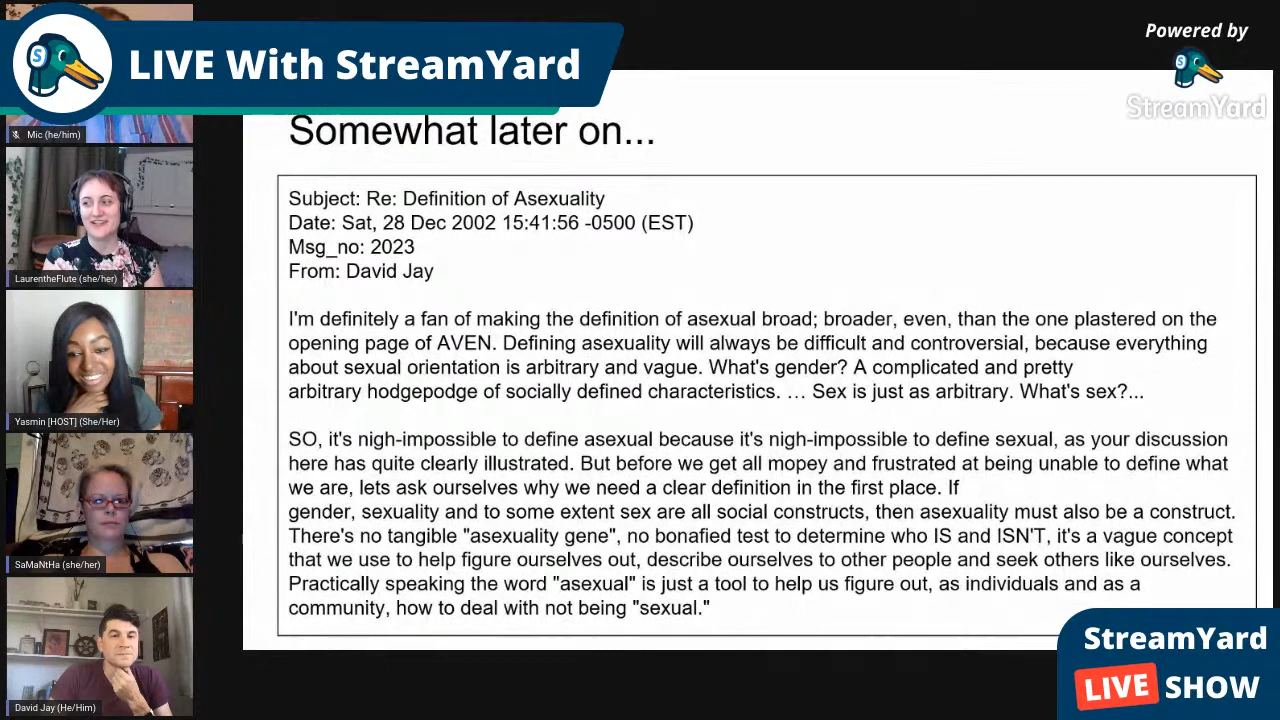 S
LIVE With StreamYard
Powered by
S
StreamYard
Mic (he/him)
LaurentheFlute (she/her)
Yasmin [HOST] (She/Her)
SaMaNtHa (she/her)
David Jay (He/Him)
Somewhat later on...
Subject: Re: Definition of Asexuality
Date: Sat, 28 Dec 2002 15:41:56 -0500 (EST)
Msg_no: 2023
From: David Jay
I'm definitely a fan of making the definition of asexual broad; broader, even, than the one plastered on the
opening page of AVEN. Defining asexuality will always be difficult and controversial, because everything
about sexual orientation is arbitrary and vague. What's gender? A complicated and pretty
arbitrary hodgepodge of socially defined characteristics. … Sex is just as arbitrary. What's sex?...
SO, it's nigh-impossible to define asexual because it's nigh-impossible to define sexual, as your discussion
here has quite clearly illustrated. But before we get all mopey and frustrated at being unable to define what
we are, lets ask ourselves why we need a clear definition in the first place. If
gender, sexuality and to some extent sex are all social constructs, then asexuality must also be a construct.
There's no tangible "asexuality gene", no bonafied test to determine who IS and ISN'T, it's a vague concept
that we use to help figure ourselves out, describe ourselves to other people and seek others like ourselves.
Practically speaking the word "asexual" is just a tool to help us figure out, as individuals and as a
community, how to deal with not being "sexual."
StreamYard
LIVE SHOW